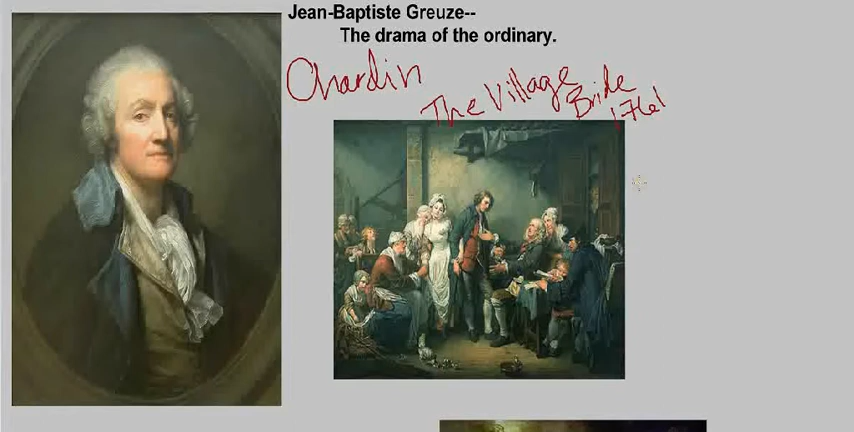 Jean-Baptiste Greuze--
The drama of the ordinary.
Chardin
The Village
Bride
1761